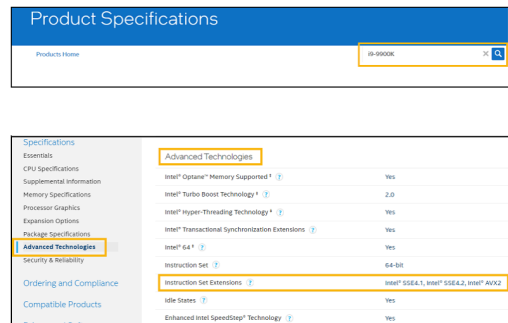 Product Specifications
Products Home
i9-9900K
Specifications
Essentials
CPU Specifications
Supplemental Information
Memory Specifications
Processor Graphics
Expansion Options
Package Specifications
Advanced Technologies
Security & Reliability
Ordering and Compliance
Compatible Products
Advanced Technologies
Intel® Optane™ Memory Supported ‡ ? Yes
Intel® Turbo Boost Technology ‡ ? 2.0
Intel® Hyper-Threading Technology ‡ ? Yes
Intel® Transactional Synchronization Extensions ? Yes
Intel® 64 ‡ ? Yes
Instruction Set ? 64-bit
Instruction Set Extensions ? Intel® SSE4.1, Intel® SSE4.2, Intel® AVX2
Idle States ? Yes
Enhanced Intel SpeedStep® Technology ? Yes